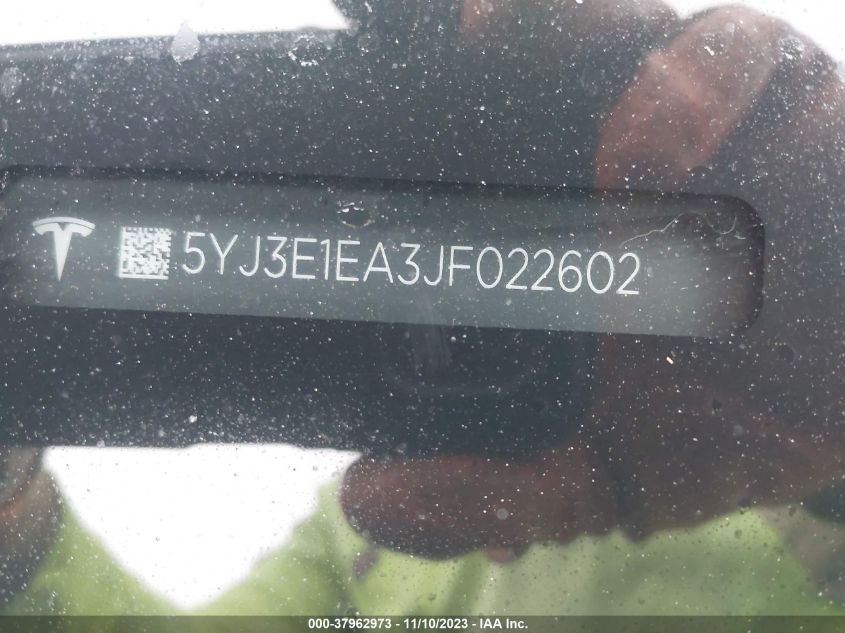 5YJ3E1EA3JF022602
000-37962973 - 11/10/2023 - IAA Inc.